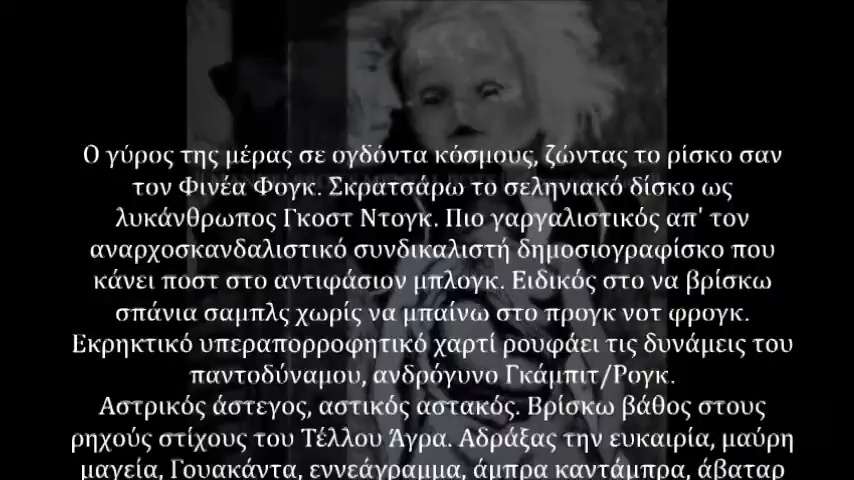 Ο γύρος της μέρας σε ογδόντα κόσμους, ζώντας το ρίσκο σαν
τον Φινέα Φογκ. Σκρατσάρω το σεληνιακό δίσκο ως
λυκάνθρωπος Γκοστ Ντογκ. Πιο γαργαλιστικός απ' τον
αναρχοσκανδαλιστικό συνδικαλιστή δημοσιογραφίσκο που
κάνει ποστ στο αντιφάσιον μπλογκ. Ειδικός στο να βρίσκω
σπάνια σαμπλς χωρίς να μπαίνω στο προγκ νοτ φρογκ.
Εκρηκτικό υπεραπορροφητικό χαρτί ρουφάει τις δυνάμεις του
παντοδύναμου, ανδρόγυνο Γκάμπιτ/Ρογκ.
Αστρικός άστεγος, αστικός αστακός. Βρίσκω βάθος στους
ρηχούς στίχους του Τέλλου Άγρα. Αδράξας την ευκαιρία, μαύρη
μαγεία, Γουακάντα, εννεάγραμμα, άμπρα καντάμπρα, άβαταρ